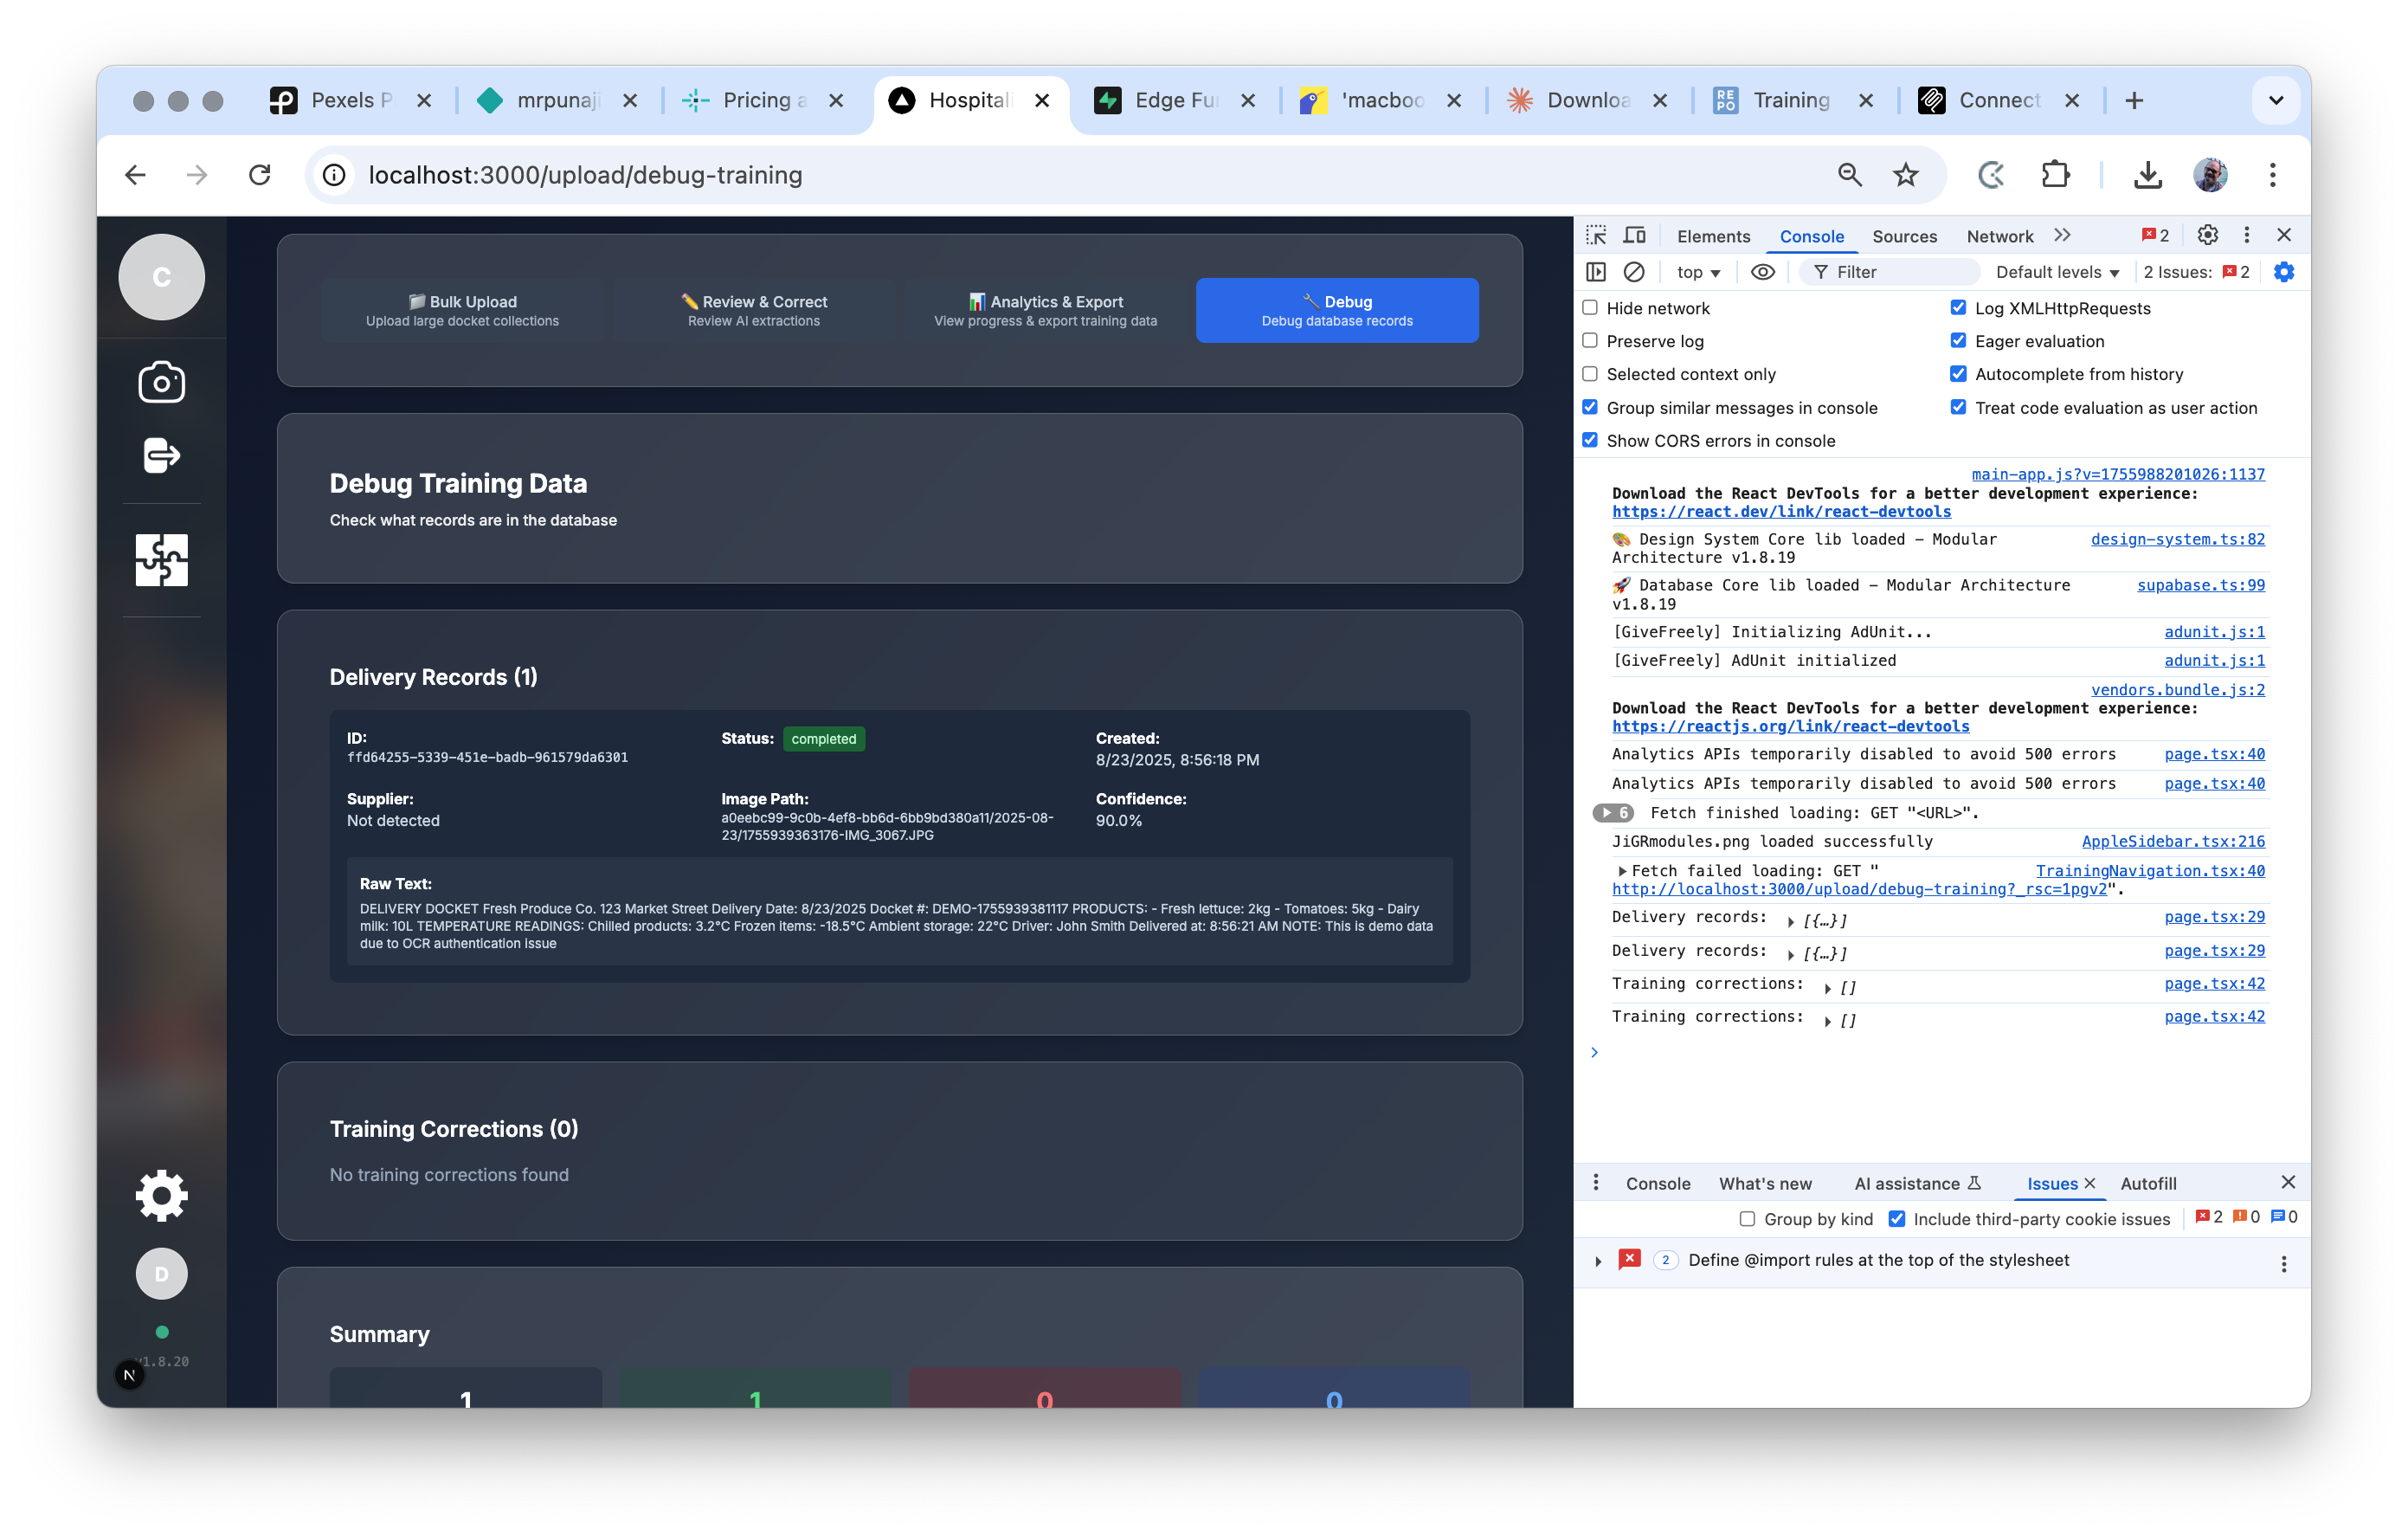 Pexels P
mrpunaji
Pricing a
Hospitali
Edge Fu
'macboo
Downloa
REPO
Training
Connect
localhost:3000/upload/debug-training
C
📁 Bulk Upload
Upload large docket collections
✏️ Review & Correct
Review AI extractions
📊 Analytics & Export
View progress & export training data
🔧 Debug
Debug database records
Debug Training Data
Check what records are in the database
Delivery Records (1)
ID:
ffd64255-5339-451e-badb-961579da6301
Status: completed
Created:
8/23/2025, 8:56:18 PM
Supplier:
Not detected
Image Path:
a0eebc99-9c0b-4ef8-bb6d-6bb9bd380a11/2025-08-
23/1755939363176-IMG_3067.JPG
Confidence:
90.0%
Raw Text:
DELIVERY DOCKET Fresh Produce Co. 123 Market Street Delivery Date: 8/23/2025 Docket #: DEMO-1755939381117 PRODUCTS: - Fresh lettuce: 2kg - Tomatoes: 5kg - Dairy
milk: 10L TEMPERATURE READINGS: Chilled products: 3.2°C Frozen items: -18.5°C Ambient storage: 22°C Driver: John Smith Delivered at: 8:56:21 AM NOTE: This is demo data
due to OCR authentication issue
Training Corrections (0)
No training corrections found
Summary
1
1
0
0
D
v1.8.20
N
Elements
Console
Sources
Network
2
top
Filter
Default levels
2 Issues: 2
Hide network
Log XMLHttpRequests
Preserve log
Eager evaluation
Selected context only
Autocomplete from history
Group similar messages in console
Treat code evaluation as user action
Show CORS errors in console
main-app.js?v=1755988201026:1137
Download the React DevTools for a better development experience:
https://react.dev/link/react-devtools
🎨 Design System Core lib loaded - Modular design-system.ts:82
Architecture v1.8.19
🚀 Database Core lib loaded - Modular Architecture supabase.ts:99
v1.8.19
[GiveFreely] Initializing AdUnit... adunit.js:1
[GiveFreely] AdUnit initialized adunit.js:1
vendors.bundle.js:2
Download the React DevTools for a better development experience:
https://reactjs.org/link/react-devtools
Analytics APIs temporarily disabled to avoid 500 errors page.tsx:40
Analytics APIs temporarily disabled to avoid 500 errors page.tsx:40
6 Fetch finished loading: GET "<URL>".
JiGRmodules.png loaded successfully AppleSidebar.tsx:216
Fetch failed loading: GET " TrainingNavigation.tsx:40
http://localhost:3000/upload/debug-training?_rsc=1pgv2".
Delivery records: [{…}] page.tsx:29
Delivery records: [{…}] page.tsx:29
Training corrections: [] page.tsx:42
Training corrections: [] page.tsx:42
Console
What's new
AI assistance
Issues
Autofill
Group by kind
Include third-party cookie issues
2 0 0
2 Define @import rules at the top of the stylesheet